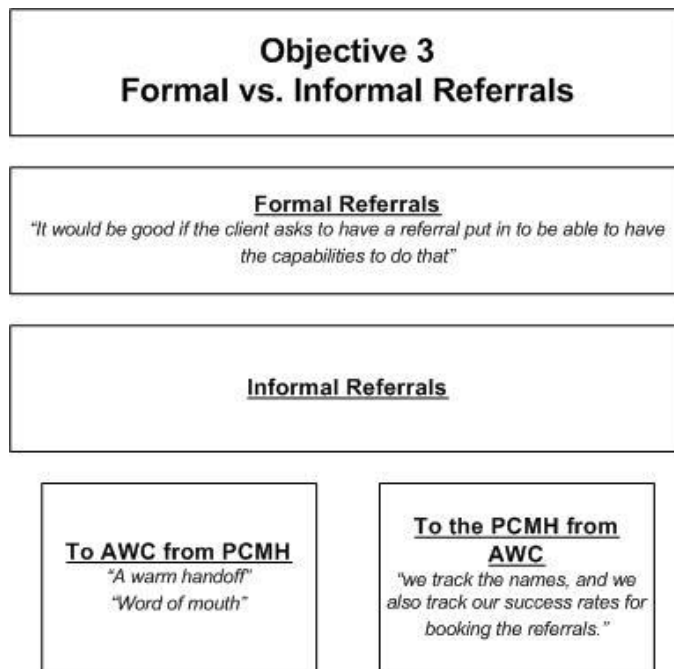 Objective 3
Formal vs. Informal Referrals
Formal Referrals
“It would be good if the client asks to have a referral put in to be able to have
the capabilities to do that”
Informal Referrals
To AWC from PCMH
“A warm handoff”
“Word of mouth”
To the PCMH from
AWC
“we track the names, and we
also track our success rates for
booking the referrals.”